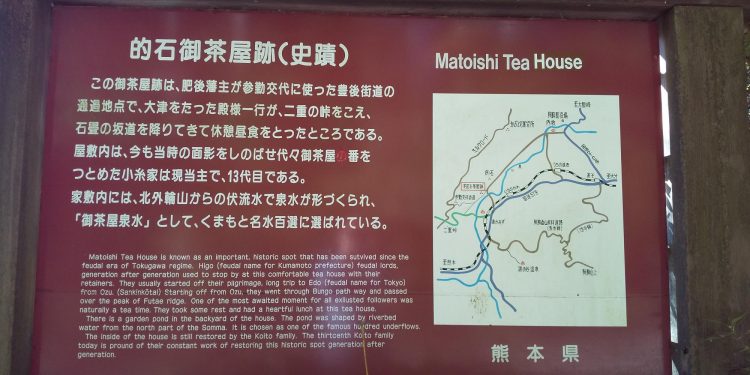 的石御茶屋跡(史蹟)
この御茶屋跡は、肥後藩主が参勤交代に使った豊後街道の
通過地点で、大津をたった殿様一行が、二重の峠をこえ、
石畳の坂道を降りてきて休憩昼食をとったところである。
屋敷内は、今も当時の面影をしのばせ代々御茶屋の番を
つとめた小糸家は現当主で、13代目である。
家敷内には、北外輪山からの伏流水で泉水が形づくられ、
「御茶屋泉水」として、くまもと名水百選に選ばれている。
Matoishi Tea House is known as an important, historic spot that has been sutvived since the
feudal era of Tokugawa regime. Higo (feudal name for Kumamoto prefecture) feudal lords,
generation after generation used to stop by at this comfortable tea house with their
retainers. They usually started off their pilgrimage, long trip to Edo (feudal name for Tokyo)
from Ozu. (Sankinkōtai) Starting off from Ozu, they went through Bungo path way and passed
over the peak of Futae ridge. One of the most awaited moment for all exliusted followers was
naturally a tea time. They took some rest and had a heartful lunch at this tea house.
There is a garden pond in the backyard of the house. The pond was shaped by riverbed
water from the north part of the Somma. It is chosen as one of the famous hundred underflows.
The inside of the house is still restored by the Koito family. The thirteenth Koito family
today is pround of their constant work of restoring this historic spot generation after
generation.
Matoishi Tea House
二重峠
熊本県